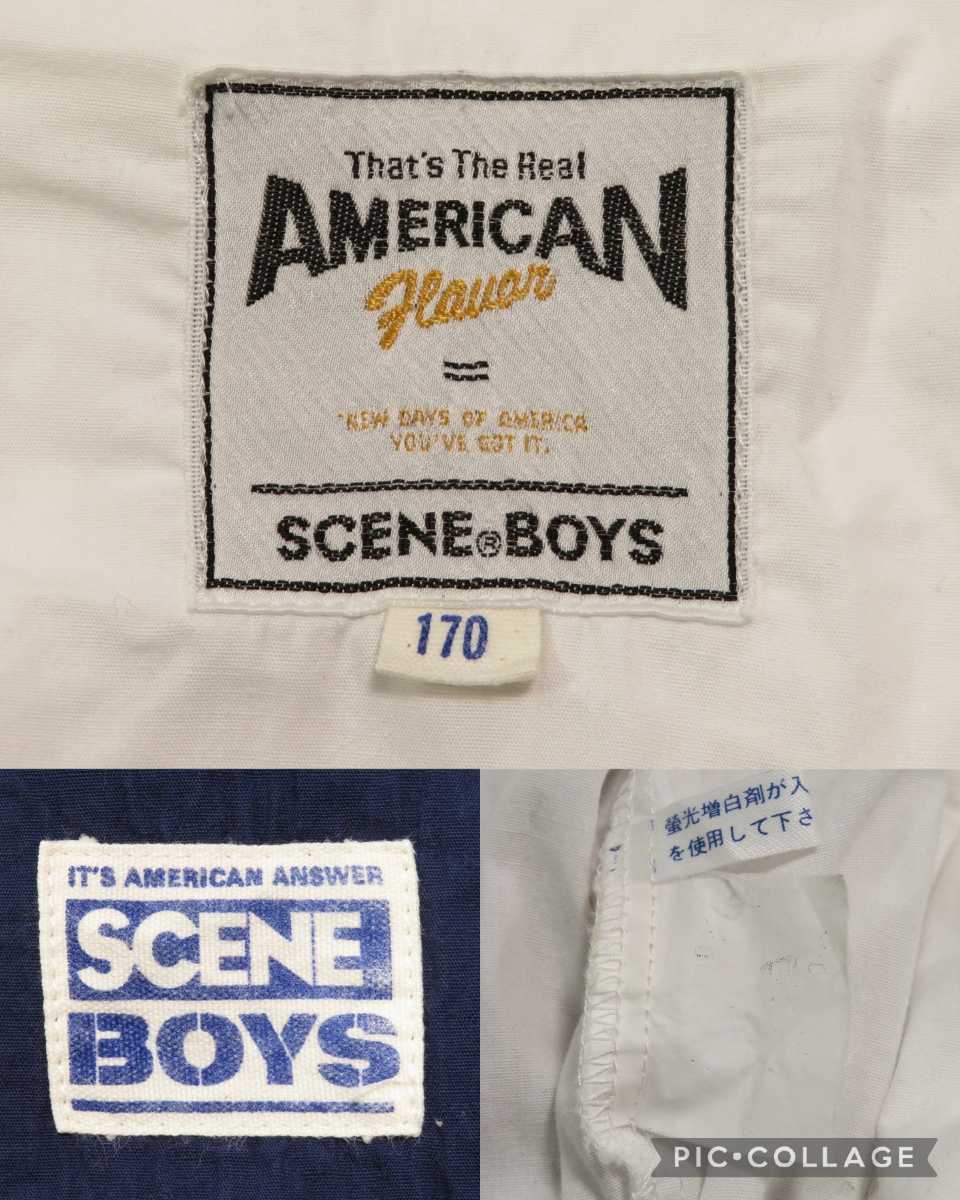 That's The Real
AMERICAN
Flavor
"NEW DAYS OF AMERICA
YOU'VE GOT IT.
SCENE®BOYS
170
IT'S AMERICAN ANSWER
SCENE
BOYS
螢光増白剤が入
を使用して下さ
PIC•COLLAGE